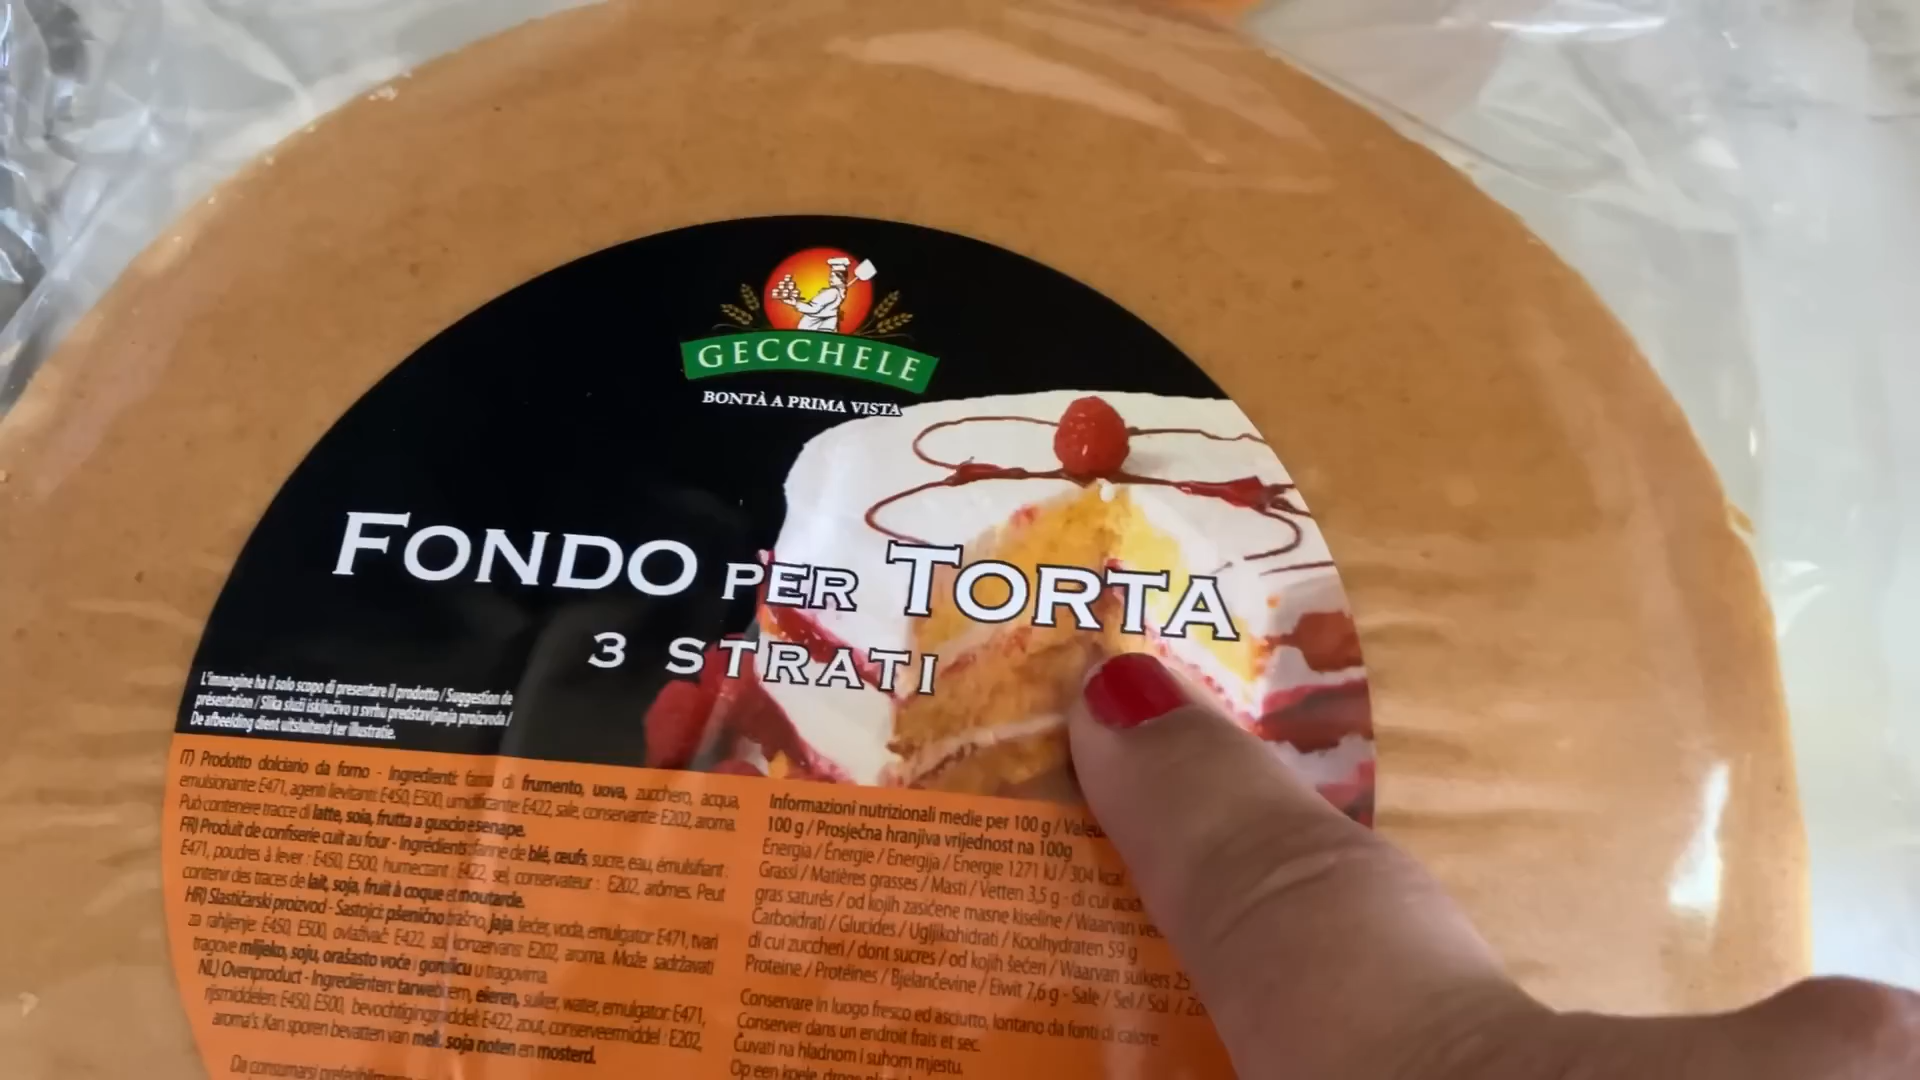 GECCHELE
BONTÀ A PRIMA VISTA
FONDO PER TORTA
3 STRATI
L'immagine ha il solo scopo di presentare il prodotto / Suggestion de
présentation / Slika služi isključivo u svrhu predstavljanja proizvoda /
De afbeelding dient uitsluitend ter illustratie.
IT) Prodotto dolciario da forno - Ingredienti: farina di frumento, uova, zucchero, acqua,
emulsionante: E471, agenti lievitanti: E450, E500, umidificante: E422, sale, conservante: E202, aroma.
Può contenere tracce di latte, soia, frutta a guscio e senape.
FR) Produit de confiserie cuit au four - Ingrédients: farine de blé, œufs, sucre, eau, émulsifiant:
E471, poudres à lever : E450, E500, humectant : E422, sel, conservateur : E202, arômes. Peut
contenir des traces de lait, soja, fruit à coque et moutarde.
HR) Slastičarski proizvod - Sastojci: pšenično brašno, jaja, šećer, voda, emulgator: E471, tvari
za rahljenje: E450, E500, ovlaživač: E422, sol, konzervans: E202, aroma. Može sadržavati
tragove mlijeko, soju, orašasto voće i gorušicu u tragovima.
NL) Ovenproduct - Ingrediënten: tarwebloem, eieren, suiker, water, emulgator: E471,
rijsmiddelen: E450, E500, bevochtigingsmiddel: E422, zout, conserveermiddel : E202,
aroma's. Kan sporen bevatten van melk, soja noten en mosterd.
Da consumarsi preferibilmente
Informazioni nutrizionali medie per 100 g / Valeu
100 g / Prosječna hranjiva vrijednost na 100g
Energia / Énergie / Energija / Energie 1271 kJ / 304 kcal
Grassi / Matières grasses / Masti / Vetten 3,5 g - di cui acid
gras saturés / od kojih zasićene masne kiseline / Waarvan ve
Carboidrati / Glucides / Ugljikohidrati / Koolhydraten 59 g
di cui zuccheri / dont sucres / od kojih šećeri / Waarvan suikers 25
Proteine / Protéines / Bjelančevine / Eiwit 7,6 g - Sale / Sel / Sol / Zo
Conservare in luogo fresco ed asciutto, lontano da fonti di calore.
Conserver dans un endroit frais et sec.
Čuvati na hladnom i suhom mjestu.
Op een koele, droge